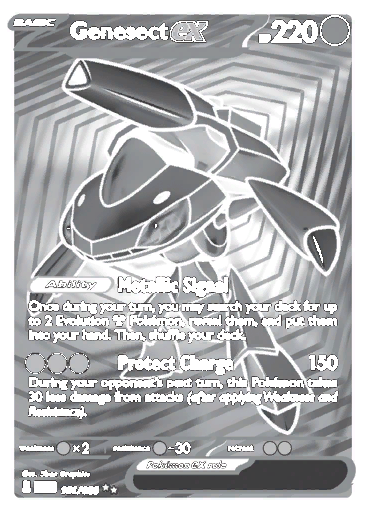 BASIC
Genesect ex
220
Ability Metallic Signal
Once during your turn, you may search your deck for up
to 2 Evolution Pokémon, reveal them, and put them
into your hand. Then, shuffle your deck.
Protect Charge 150
During your opponent's next turn, this Pokémon takes
30 less damage from attacks (after applying Weakness and
Resistance).
weakness ×2 resistance -30 retreat
Pokémon ex rule